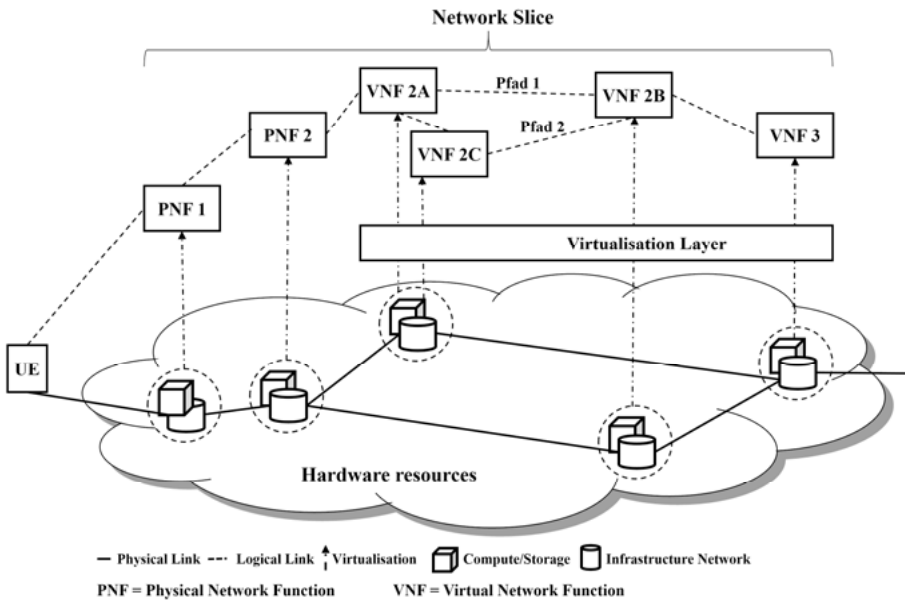 Network Slice
VNF 2A
Pfad 1
VNF 2B
PNF 2
Pfad 2
VNF 3
VNF 2C
PNF 1
Virtualisation Layer
UE
Hardware resources
Physical Link
Logical Link
Virtualisation
Compute/Storage
Infrastructure Network
PNF = Physical Network Function
VNF = Virtual Network Function